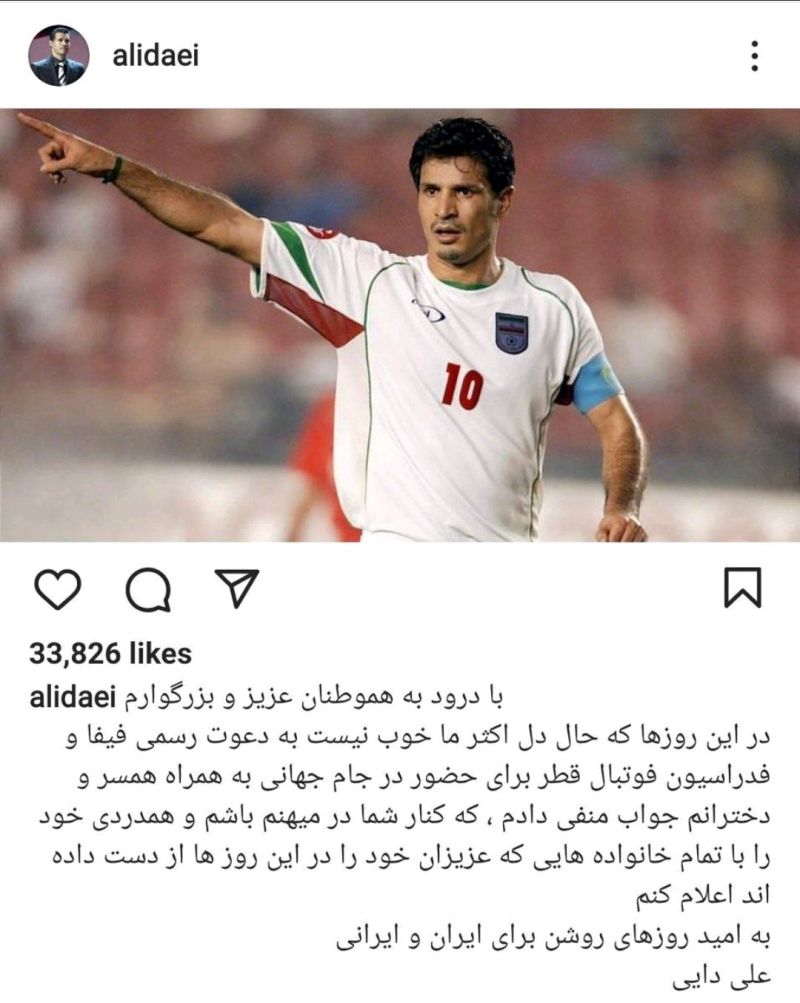 alidaei
10
33,826 likes
alidaei با درود به هموطنان عزیز و بزرگوارم
در این روزها که حال دل اکثر ما خوب نیست به دعوت رسمی فیفا و
فدراسیون فوتبال قطر برای حضور در جام جهانی به همراه همسر و
دخترانم جواب منفی دادم ، که کنار شما در میهنم باشم و همدردی خود
را با تمام خانواده هایی که عزیزان خود را در این روز ها از دست داده
اند اعلام کنم
به امید روزهای روشن برای ایران و ایرانی
علی دایی